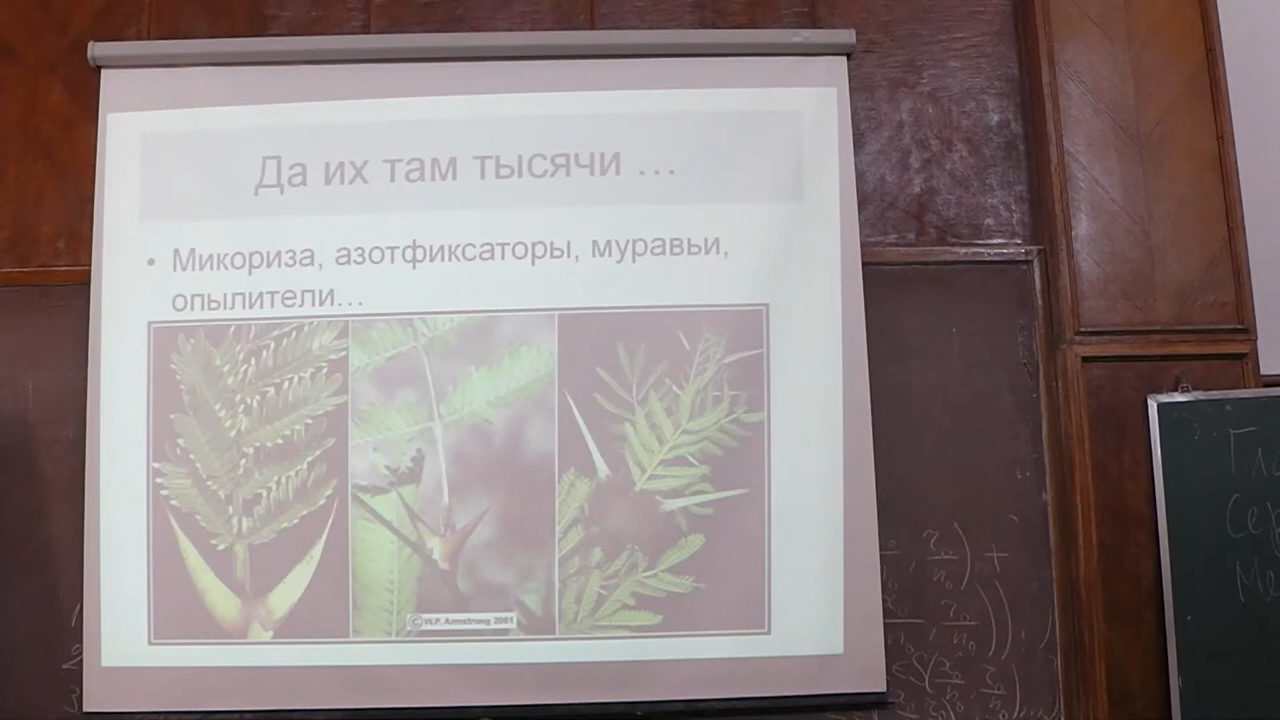 Да их там тысячи ...
• Микориза, азотфиксаторы, муравьи,
опылители...
© W.P. Armstrong 2001